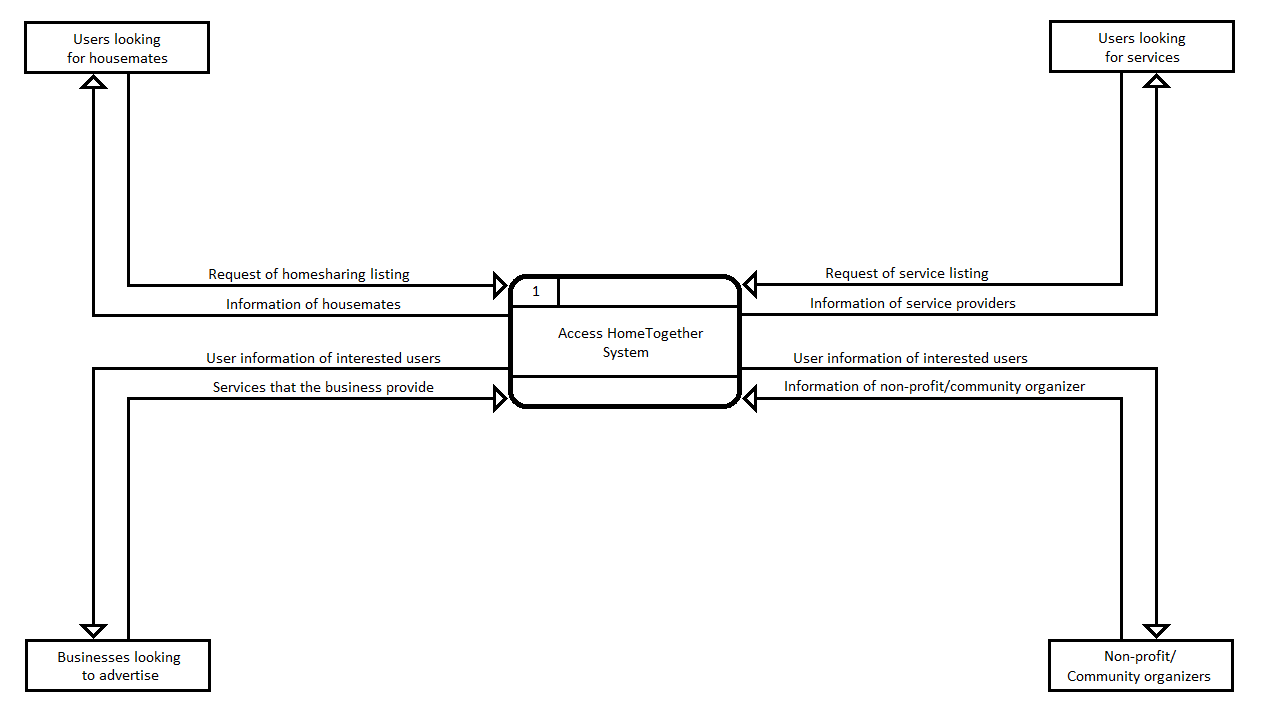 Users looking
for housemates
Users looking
for services
Request of homesharing listing
Information of housemates
Request of service listing
Information of service providers
1
Access HomeTogether
System
User information of interested users
Services that the business provide
User information of interested users
Information of non-profit/community organizer
Businesses looking
to advertise
Non-profit/
Community organizers